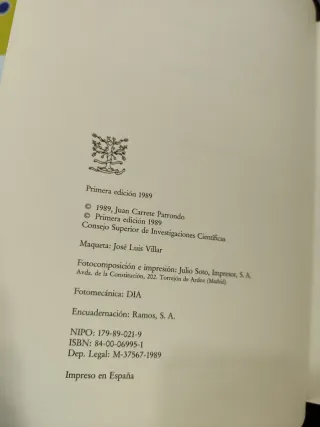 Primera edición 1989
© 1989, Juan Carrete Parrondo
© Primera edición 1989
Consejo Superior de Investigaciones Científicas
Maqueta: José Luis Villar
Fotocomposición e impresión: Julio Soto, Impresor, S. A.
Avda. de la Constitución, 202. Torrejón de Ardoz (Madrid)
Fotomecánica: DIA
Encuadernación: Ramos, S. A.
NIPO: 179-89-021-9
ISBN: 84-00-06995-1
Dep. Legal: M-37567-1989
Impreso en España